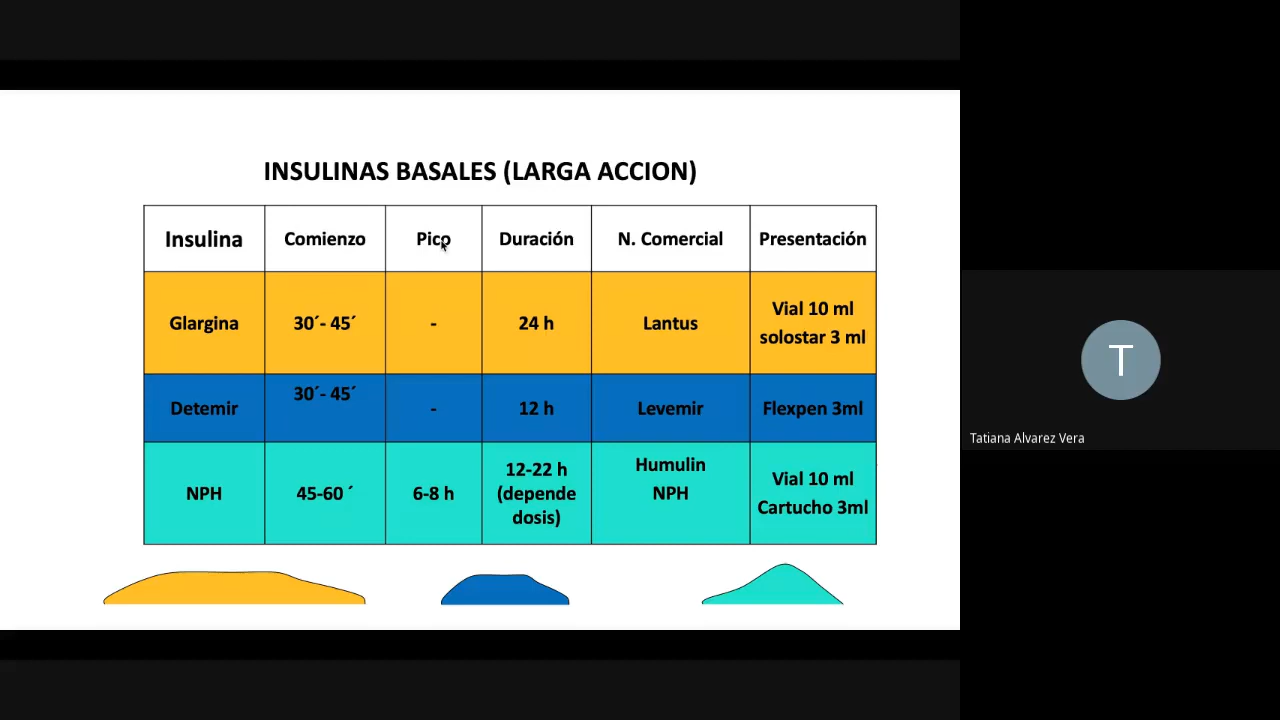 INSULINAS BASALES (LARGA ACCION)
Insulina Comienzo Pico Duración N. Comercial Presentación
Glargina 30´- 45´ - 24 h Lantus Vial 10 ml
solostar 3 ml
Detemir 30´- 45´ - 12 h Levemir Flexpen 3ml
NPH 45-60 ´ 6-8 h 12-22 h
(depende
dosis)
Humulin
NPH
Vial 10 ml
Cartucho 3ml
T
Tatiana Alvarez Vera